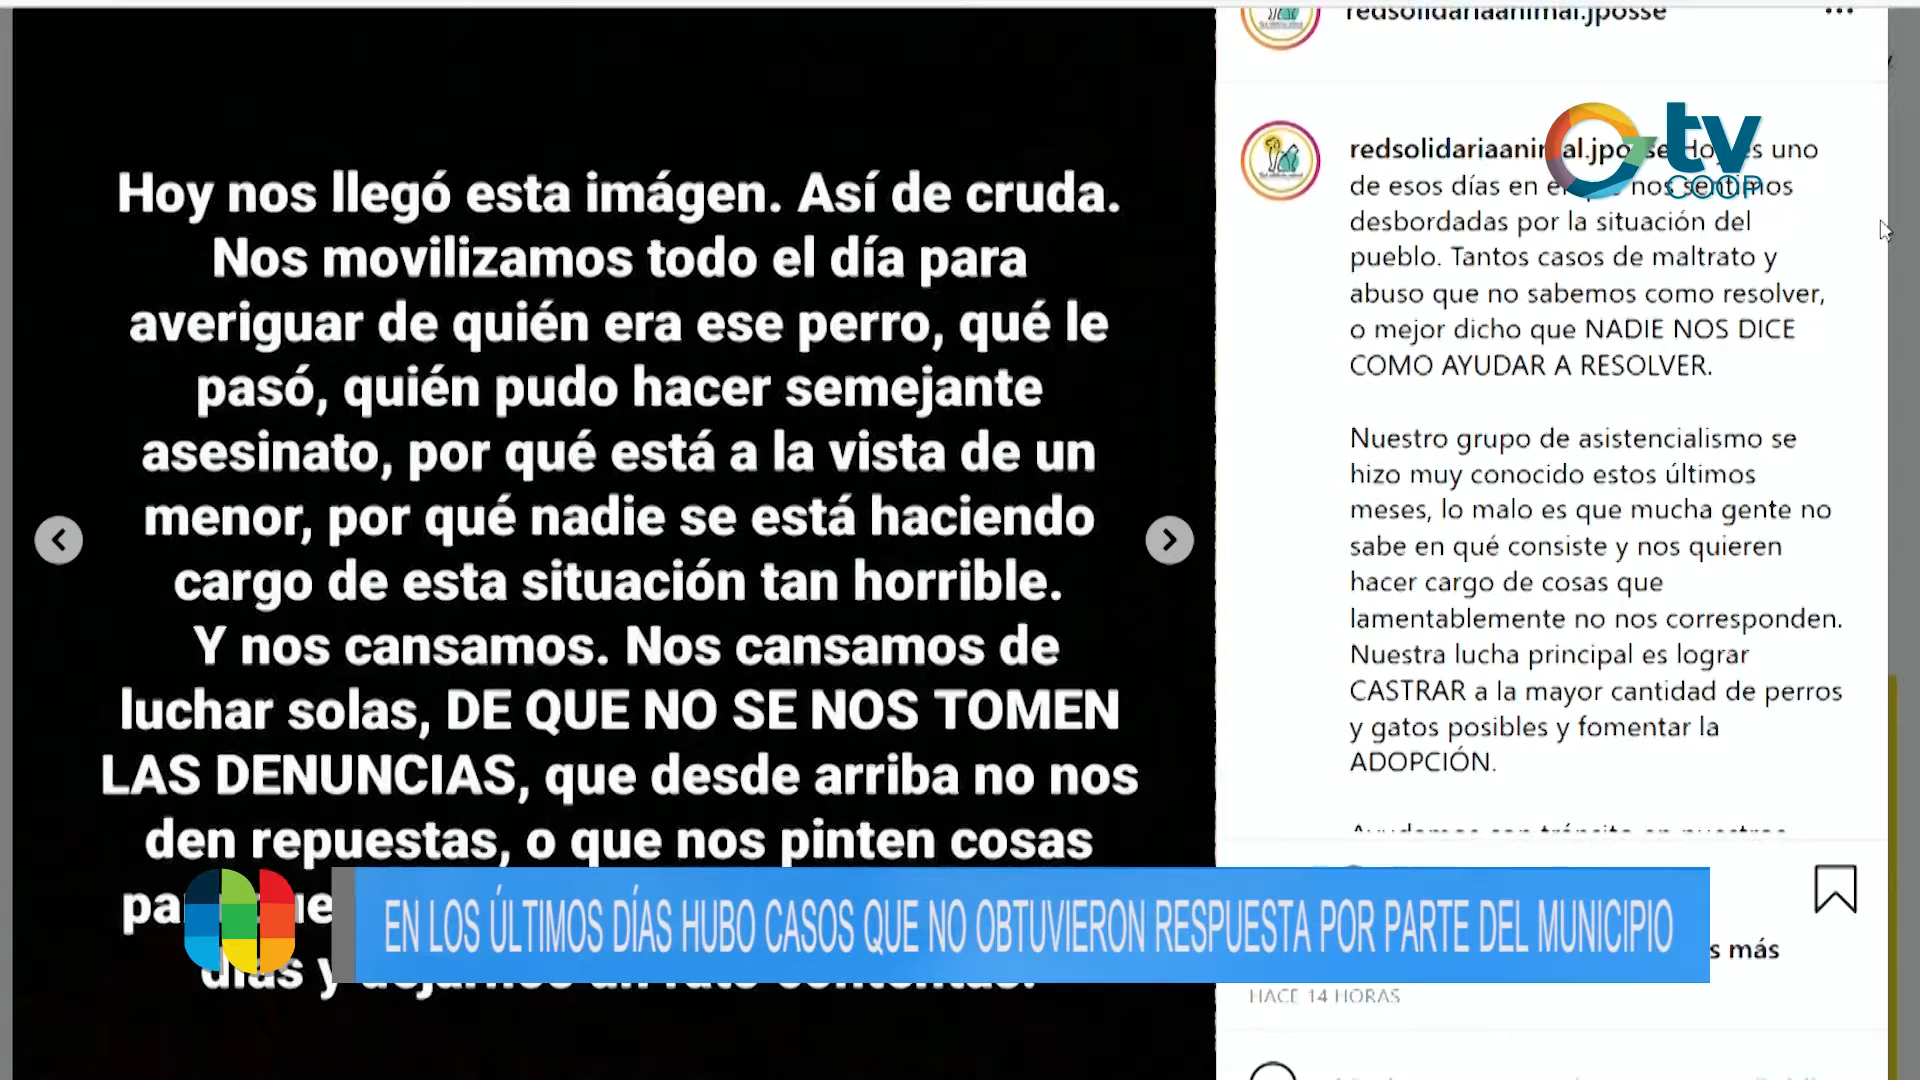 Hoy nos llegó esta imágen. Así de cruda.
Nos movilizamos todo el día para
averiguar de quién era ese perro, qué le
pasó, quién pudo hacer semejante
asesinato, por qué está a la vista de un
menor, por qué nadie se está haciendo
cargo de esta situación tan horrible.
Y nos cansamos. Nos cansamos de
luchar solas, DE QUE NO SE NOS TOMEN
LAS DENUNCIAS, que desde arriba no nos
den repuestas, o que nos pinten cosas
días y
redsolidariaanimal.jposse
redsolidariaanimal.jposse Hoy es uno
de esos días en el que nos sentimos
desbordadas por la situación del
pueblo. Tantos casos de maltrato y
abuso que no sabemos como resolver,
o mejor dicho que NADIE NOS DICE
COMO AYUDAR A RESOLVER.
Nuestro grupo de asistencialismo se
hizo muy conocido estos últimos
meses, lo malo es que mucha gente no
sabe en qué consiste y nos quieren
hacer cargo de cosas que
lamentablemente no nos corresponden.
Nuestra lucha principal es lograr
CASTRAR a la mayor cantidad de perros
y gatos posibles y fomentar la
ADOPCIÓN.
s más
HACE 14 HORAS
tv
COOP
EN LOS ÚLTIMOS DÍAS HUBO CASOS QUE NO OBTUVIERON RESPUESTA POR PARTE DEL MUNICIPIO